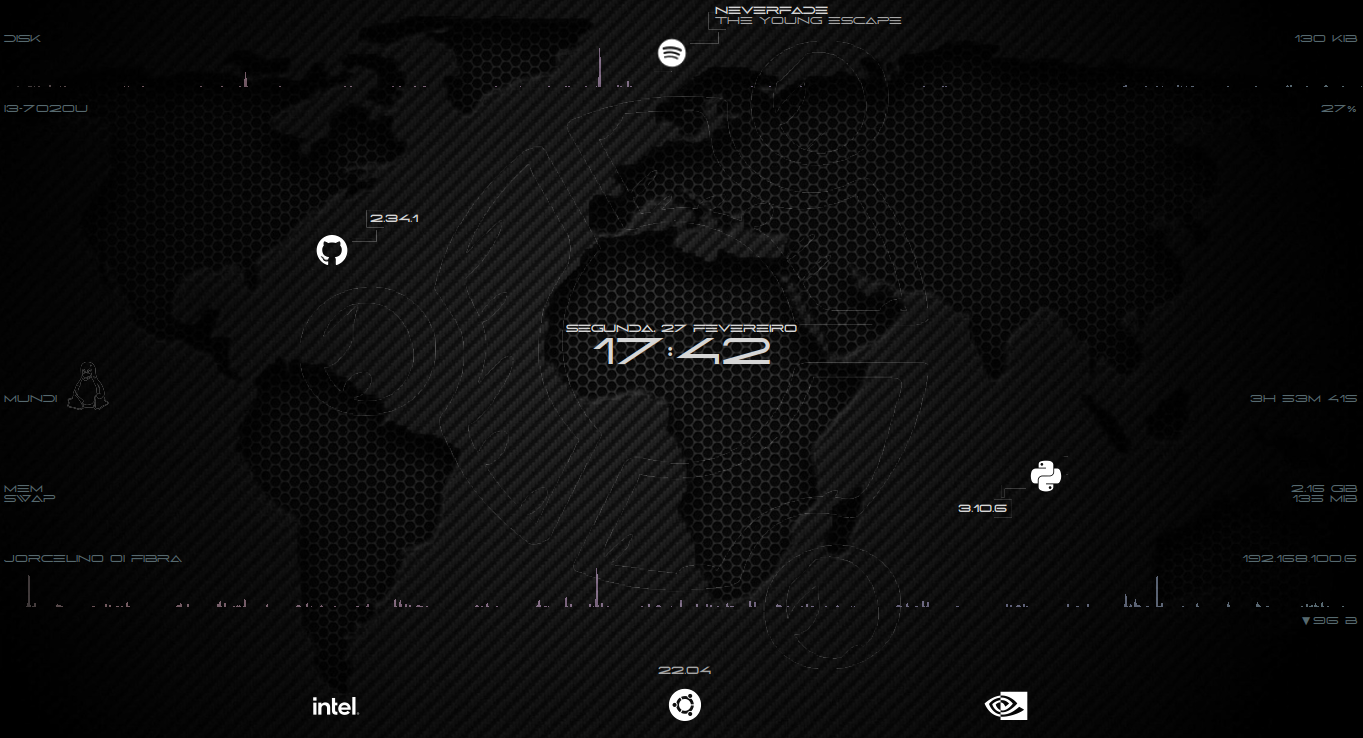 NEVERFADE
THE YOUNG ESCAPE
DISK
130 KIB
I3-7020U
27%
2.34.1
SEGUNDA, 27 FEVEREIRO
17:42
MUNDI
3H 53M 41S
MEM
SWAP
2.16 GIB
135 MIB
3.10.6
JORCELINO OI FIBRA
192.168.100.6
▼96 B
22.04
intel.